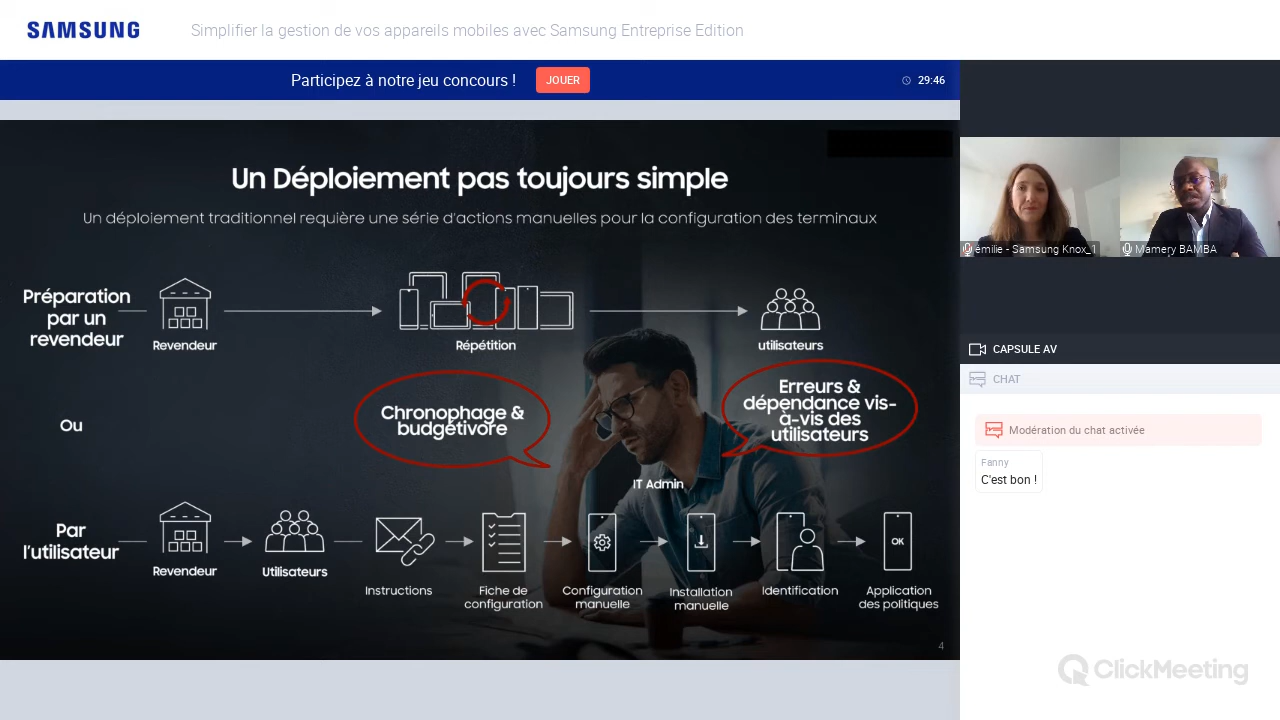 SAMSUNG
Simplifier la gestion de vos appareils mobiles avec Samsung Entreprise Edition
Participez à notre jeu concours !
JOUER
29:46
Un Déploiement pas toujours simple
Un déploiement traditionnel requière une série d'actions manuelles pour la configuration des terminaux
Préparation
par un
revendeur
Revendeur
Répétition
utilisateurs
Chronophage &
budgétivore
Erreurs &
dépendance vis-
à-vis des
utilisateurs
Ou
IT Admin
Par
l'utilisateur
Revendeur
Utilisateurs
Instructions
Fiche de
configuration
Configuration
manuelle
Installation
manuelle
Identification
OK
Application
des politiques
4
émilie - Samsung Knox_1
Mamery BAMBA
CAPSULE AV
CHAT
Modération du chat activée
Fanny
C'est bon !
ClickMeeting